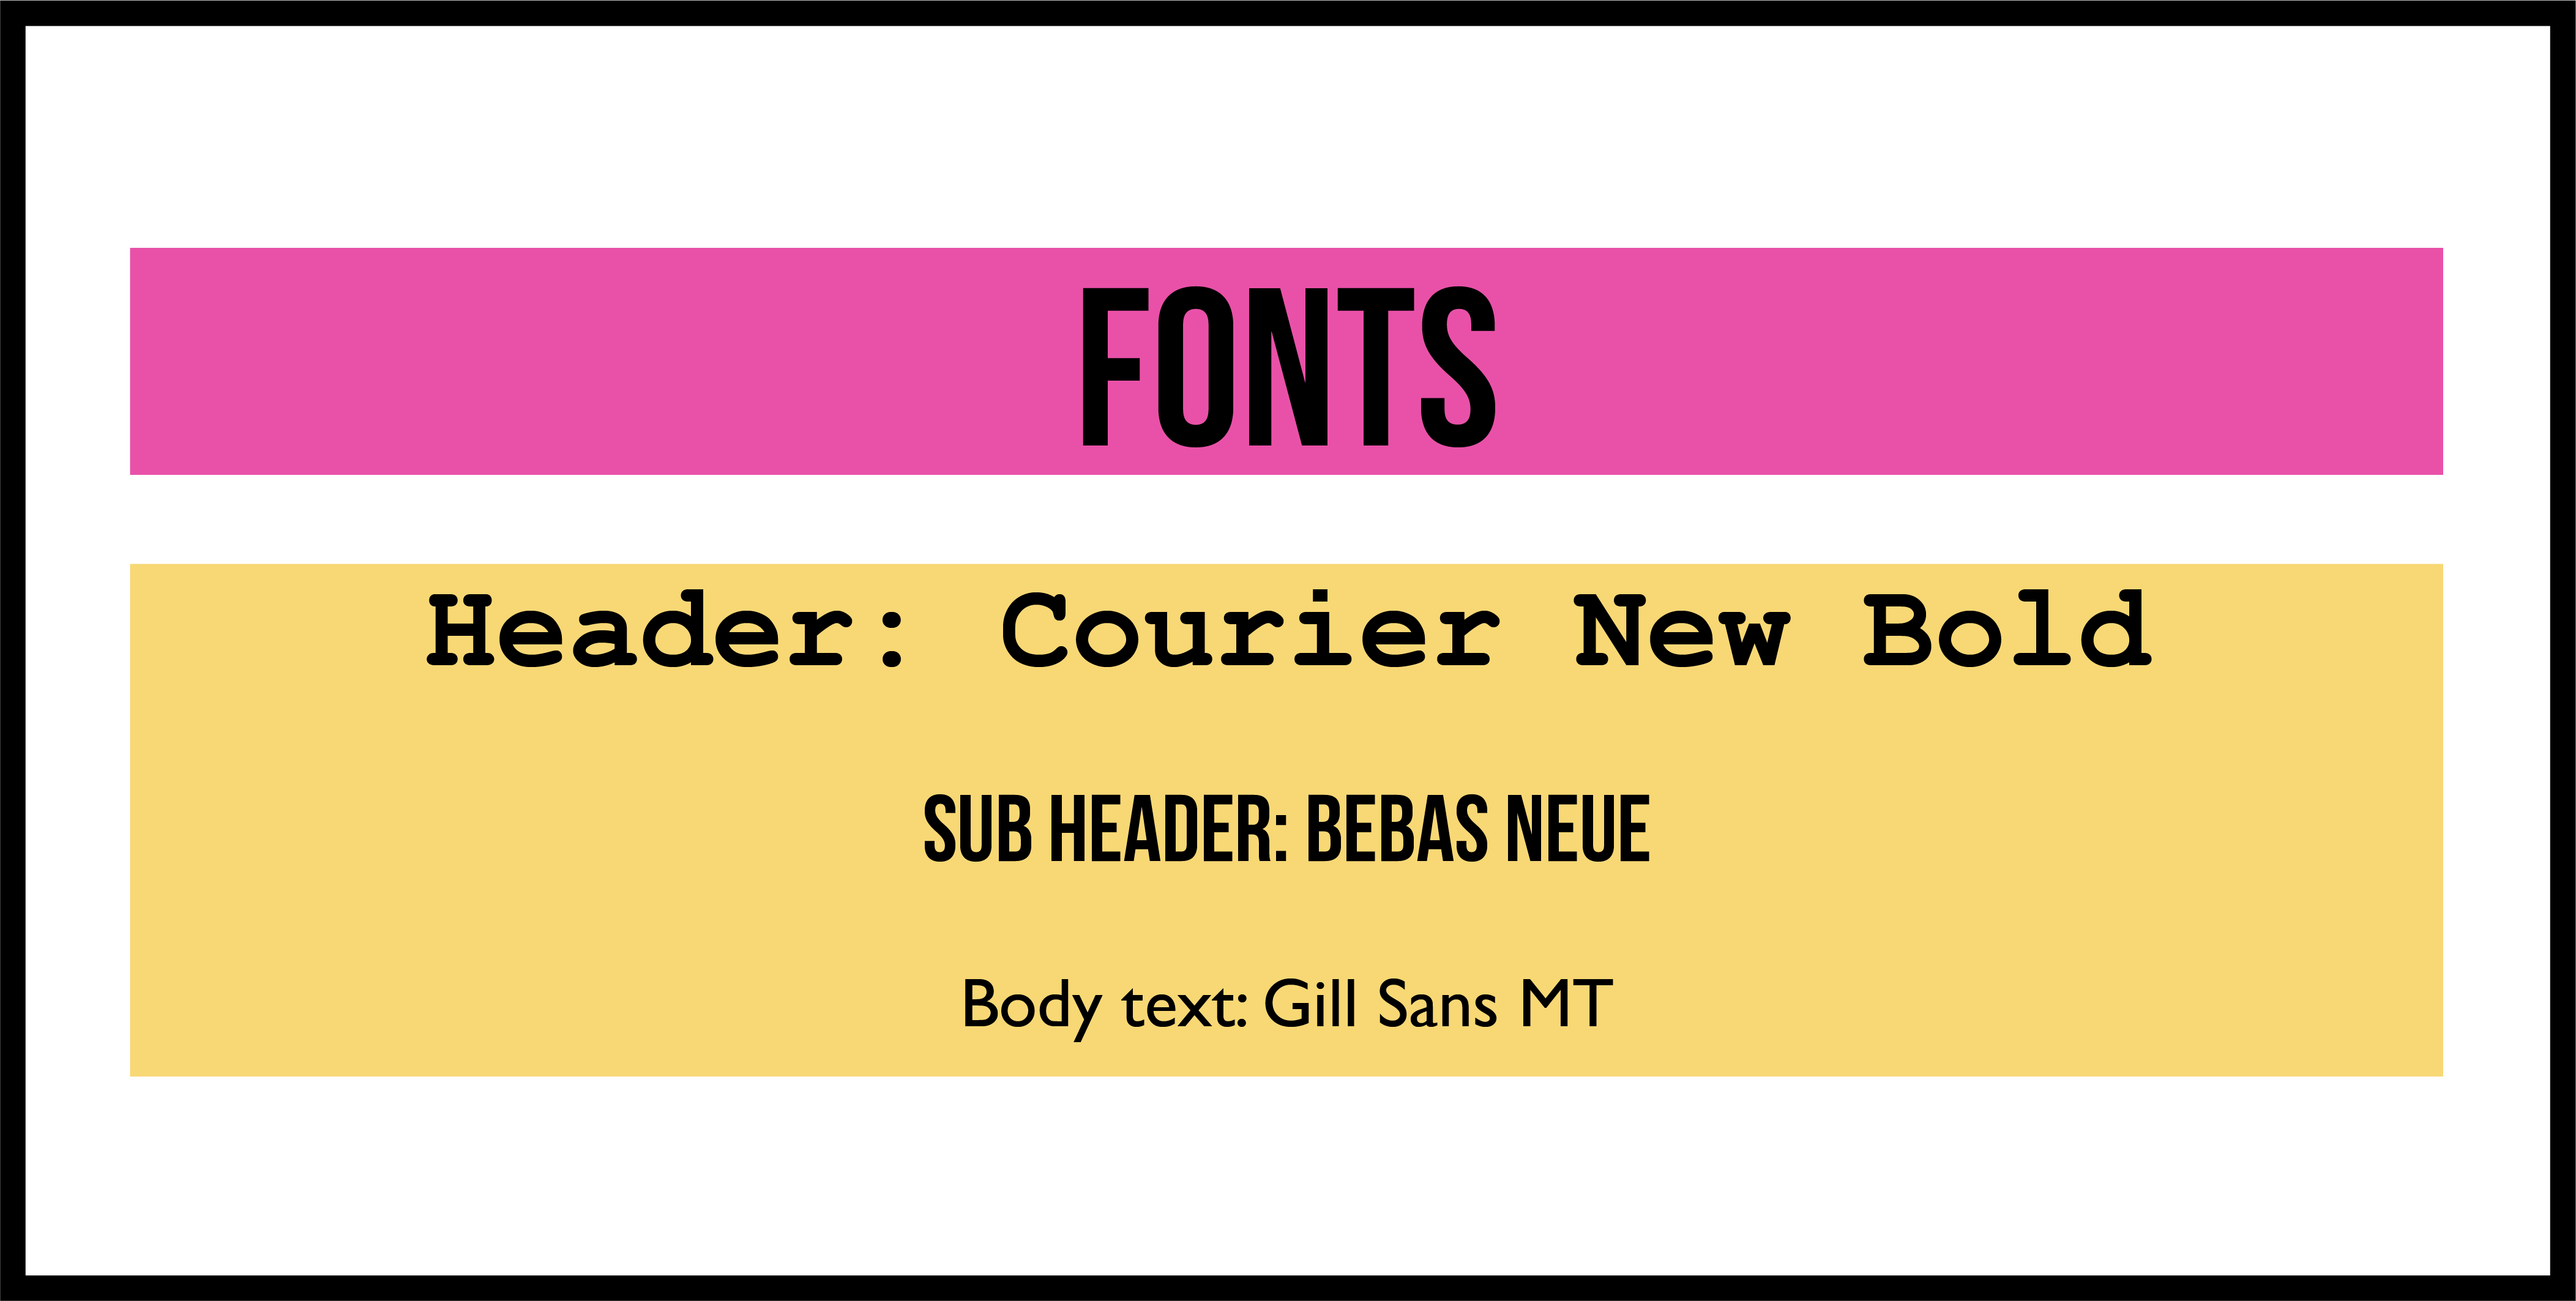 FONTS
Header: Courier New Bold
SUB HEADER: BEBAS NEUE
Body text: Gill Sans MT